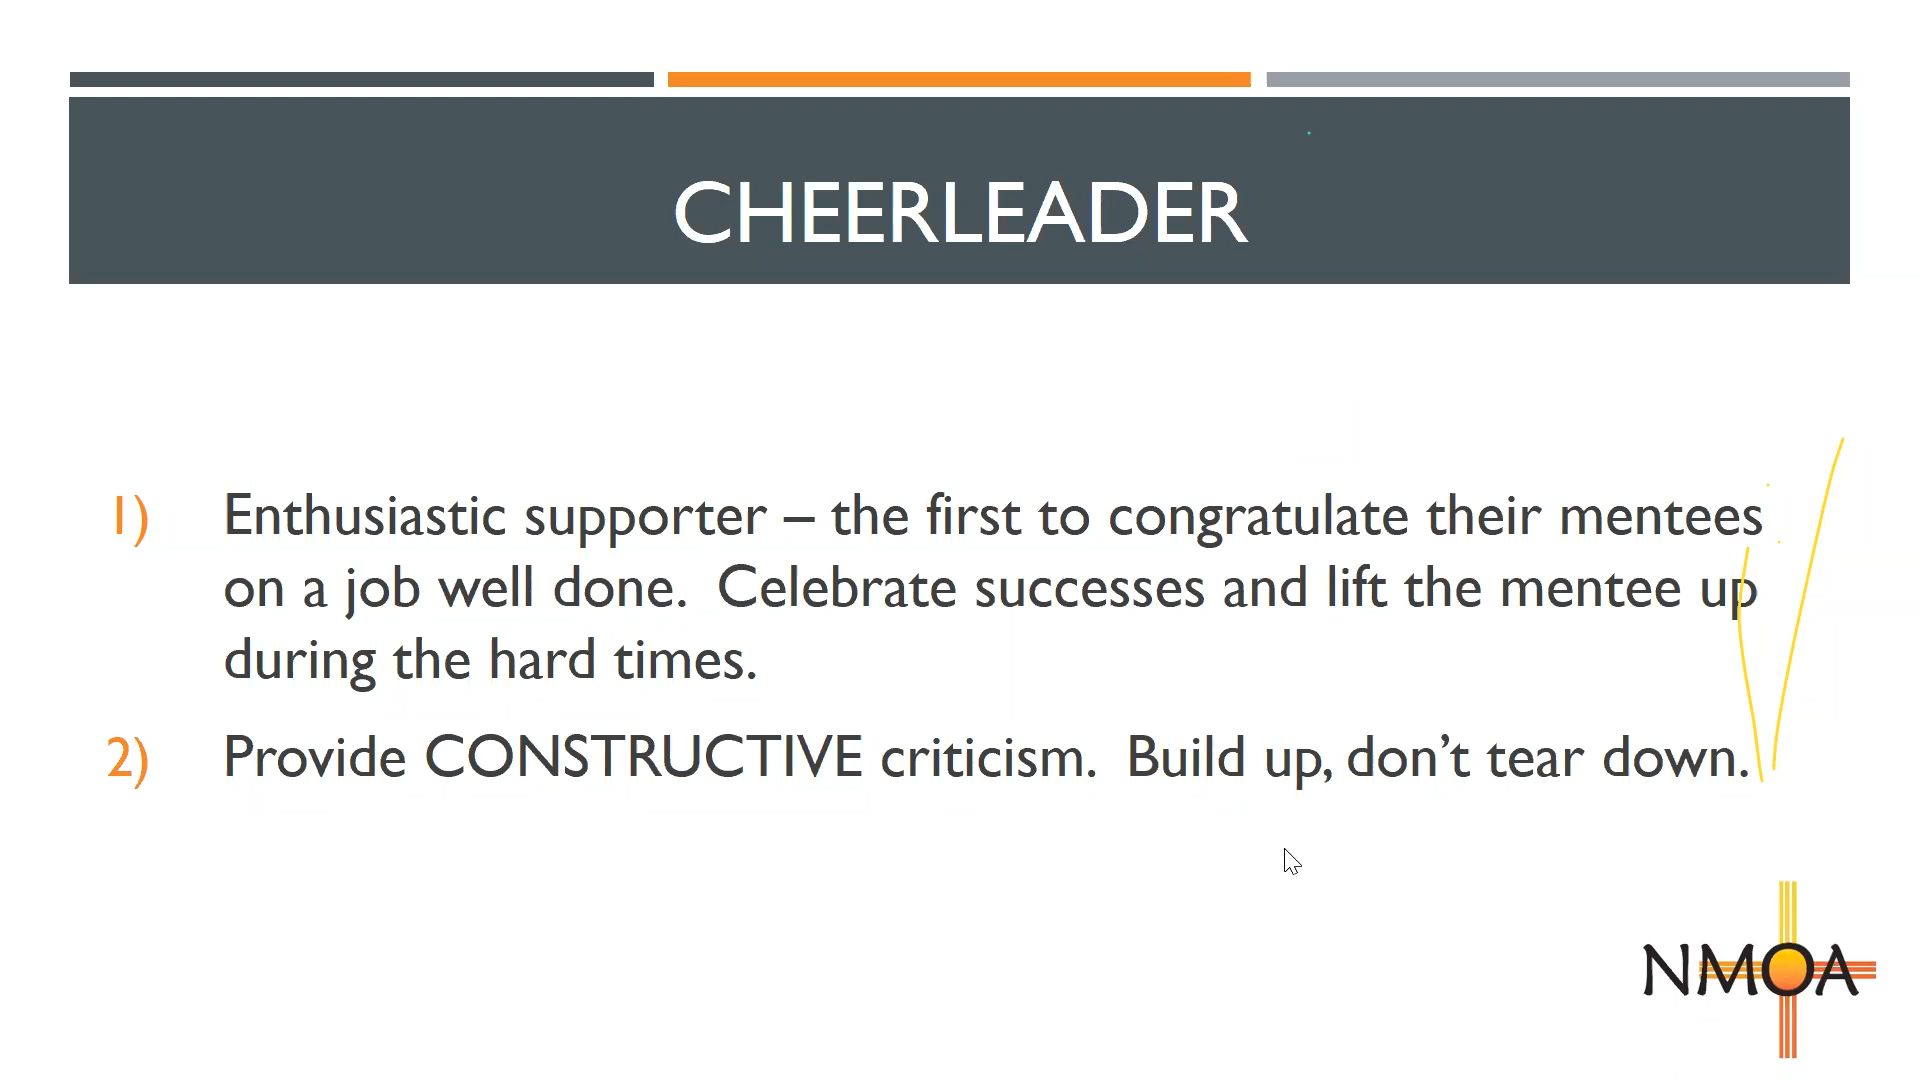 CHEERLEADER
1) Enthusiastic supporter – the first to congratulate their mentees
on a job well done.  Celebrate successes and lift the mentee up
during the hard times.
2) Provide CONSTRUCTIVE criticism.  Build up, don’t tear down.
NMOA